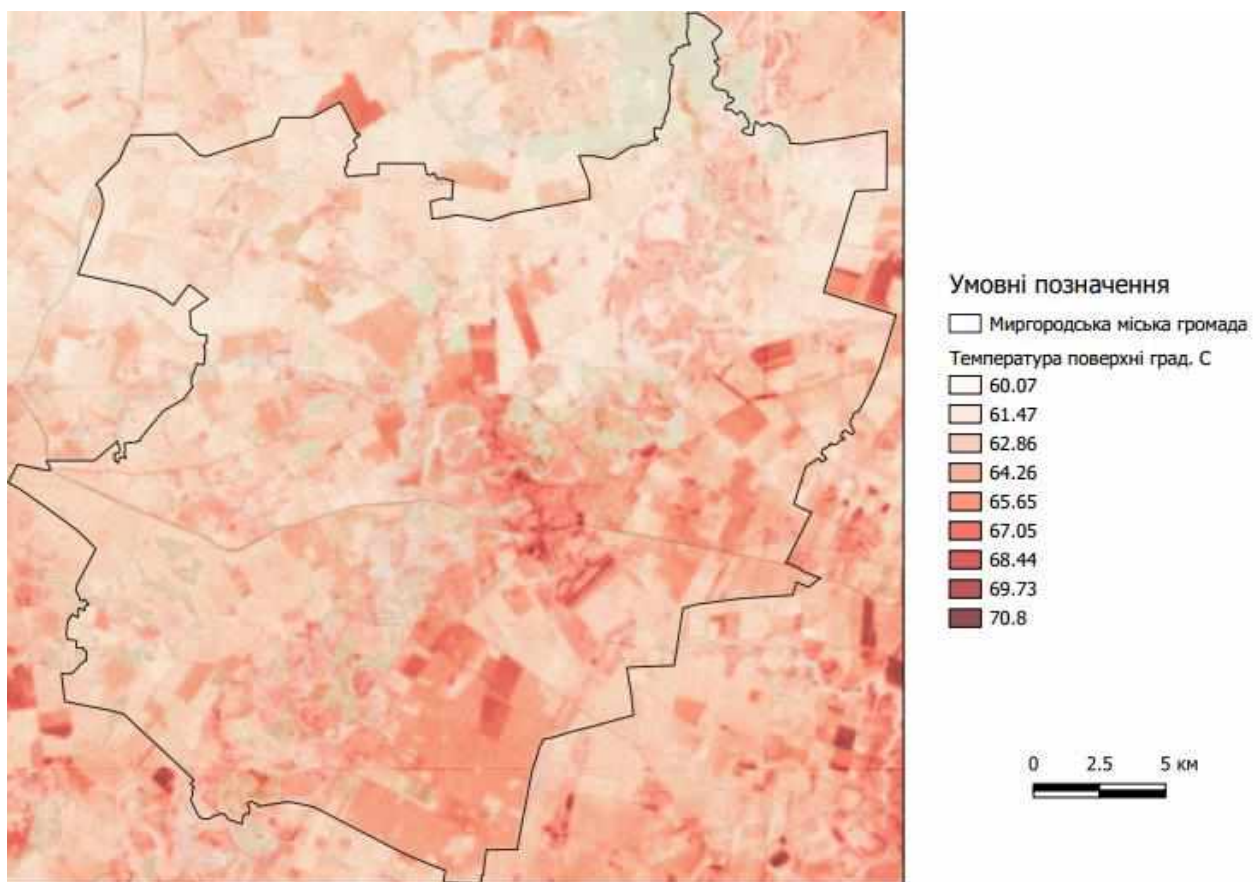 Умовні позначення
Миргородська міська громада
Температура поверхні град. С
60.07
61.47
62.86
64.26
65.65
67.05
68.44
69.73
70.8
0 2.5 5 км